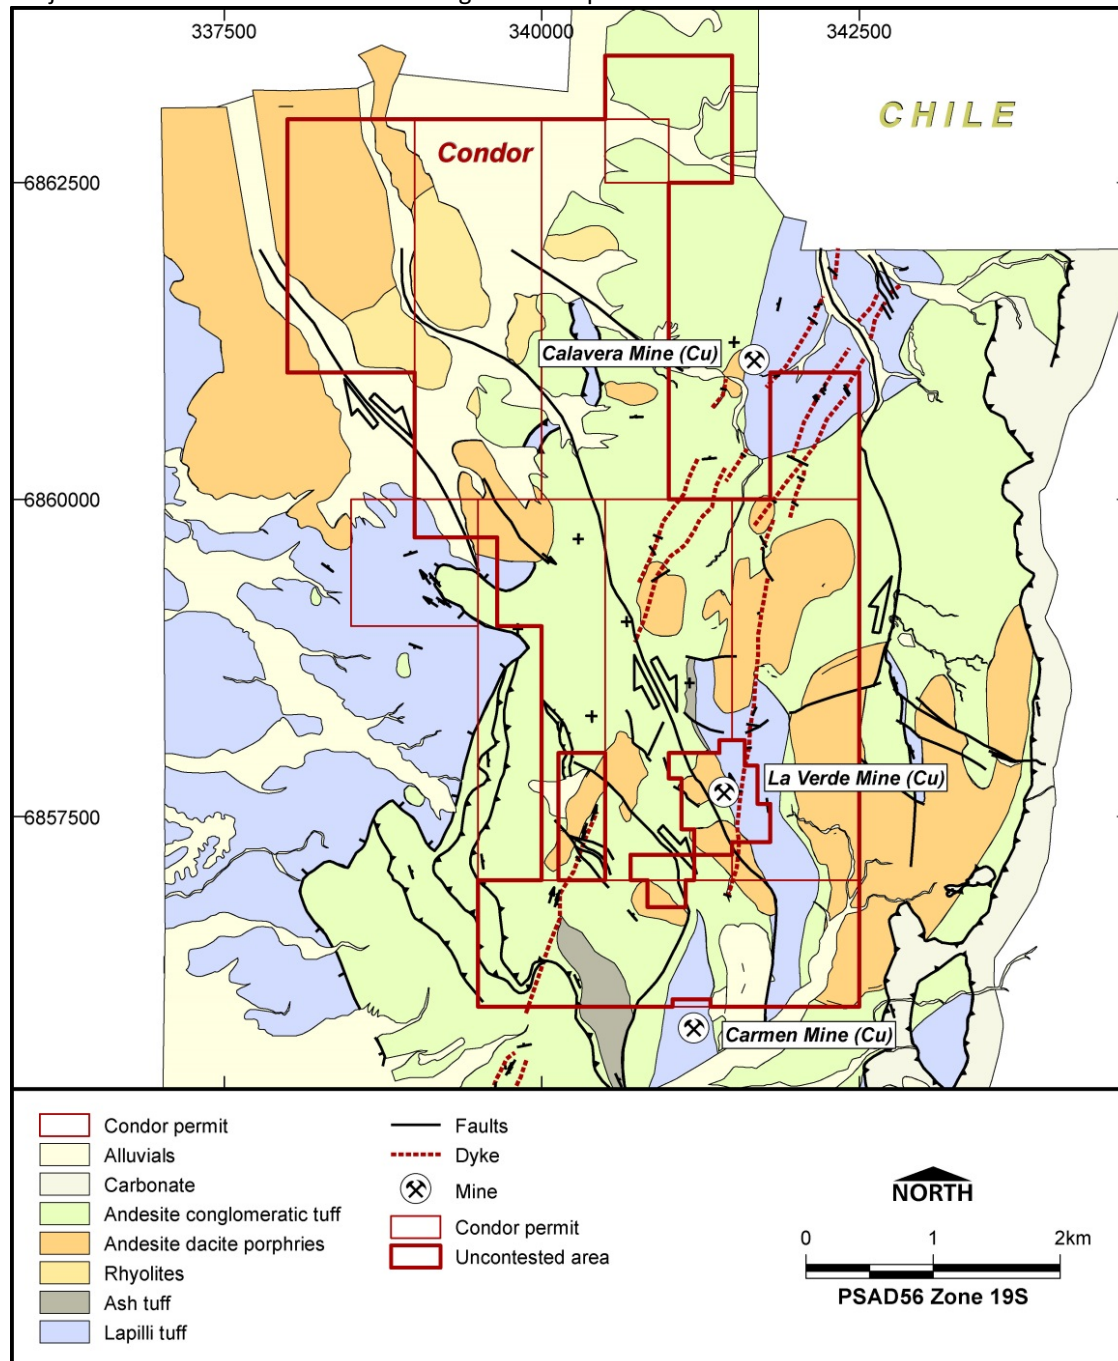 337500 340000 342500
CHILE
Condor
6862500
Calavera Mine (Cu)
6860000
La Verde Mine (Cu)
6857500
Carmen Mine (Cu)
Condor permit
Alluvials
Carbonate
Andesite conglomeratic tuff
Andesite dacite porphries
Rhyolites
Ash tuff
Lapilli tuff
Faults
Dyke
Mine
Condor permit
Uncontested area
NORTH
0 1 2km
PSAD56 Zone 19S